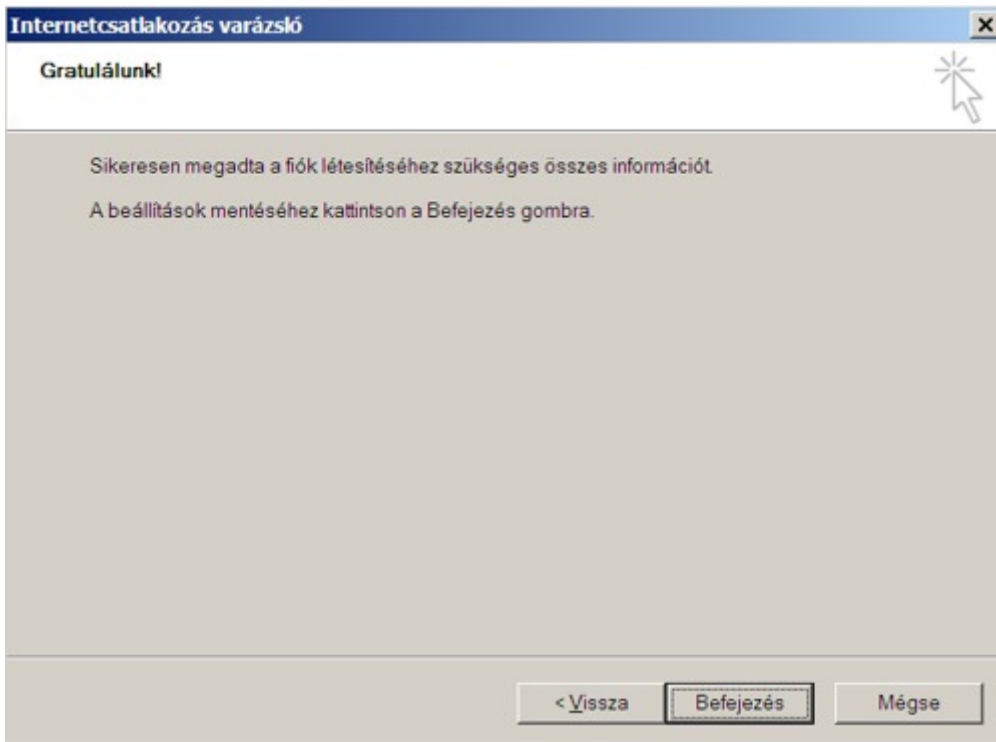 Internetcsatlakozás varázsló
Gratulálunk!
Sikeresen megadta a fiók létesítéséhez szükséges összes információt.
A beállítások mentéséhez kattintson a Befejezés gombra.
< Vissza
Befejezés
Mégse